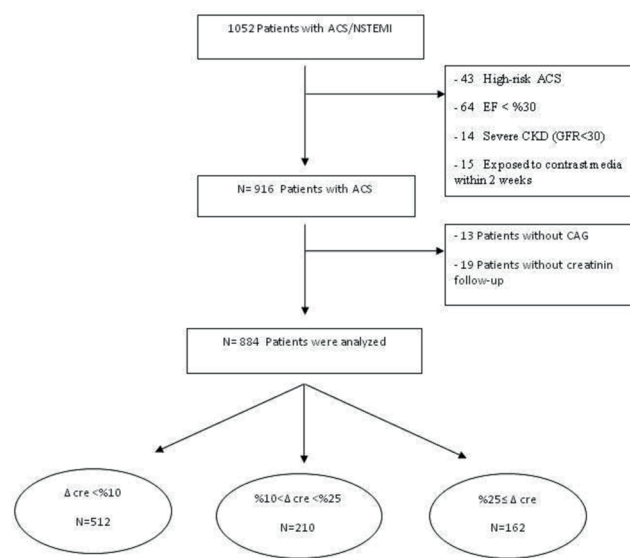 1052 Patients with ACS/NSTEMI
- 43 High-risk ACS
- 64 EF < %30
- 14 Severe CKD (GFR<30)
- 15 Exposed to contrast media
within 2 weeks
N= 916 Patients with ACS
- 13 Patients without CAG
- 19 Patients without creatinin
follow-up
N= 884 Patients were analyzed
Δ cre <%10
N=512
%10<Δ cre <%25
N=210
%25≤ Δ cre
N=162